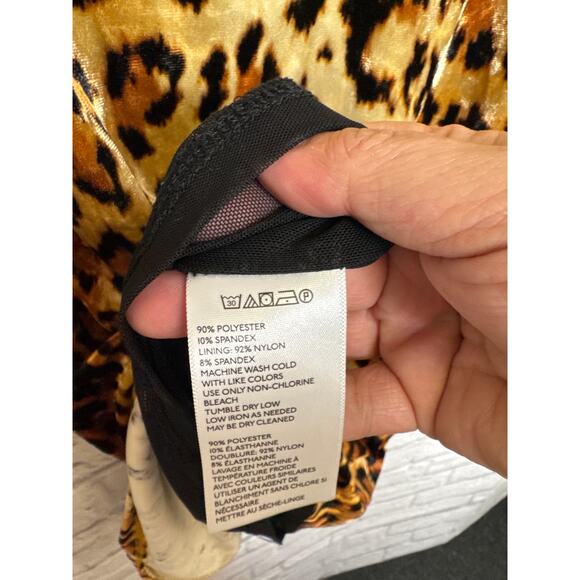 30 P
90% POLYESTER
10% SPANDEX
LINING: 92% NYLON
8% SPANDEX
MACHINE WASH COLD
WITH LIKE COLORS
USE ONLY NON-CHLORINE
BLEACH
TUMBLE DRY LOW
LOW IRON AS NEEDED
MAY BE DRY CLEANED
90% POLYESTER
10% ÉLASTHANNE
DOUBLURE: 92% NYLON
8% ÉLASTHANNE
LAVAGE EN MACHINE À
TEMPÉRATURE FROIDE
AVEC COULEURS SIMILAIRES
UTILISER UN AGENT DE
BLANCHIMENT SANS CHLORE SI
NÉCESSAIRE
METTRE AU SÈCHE-LINGE